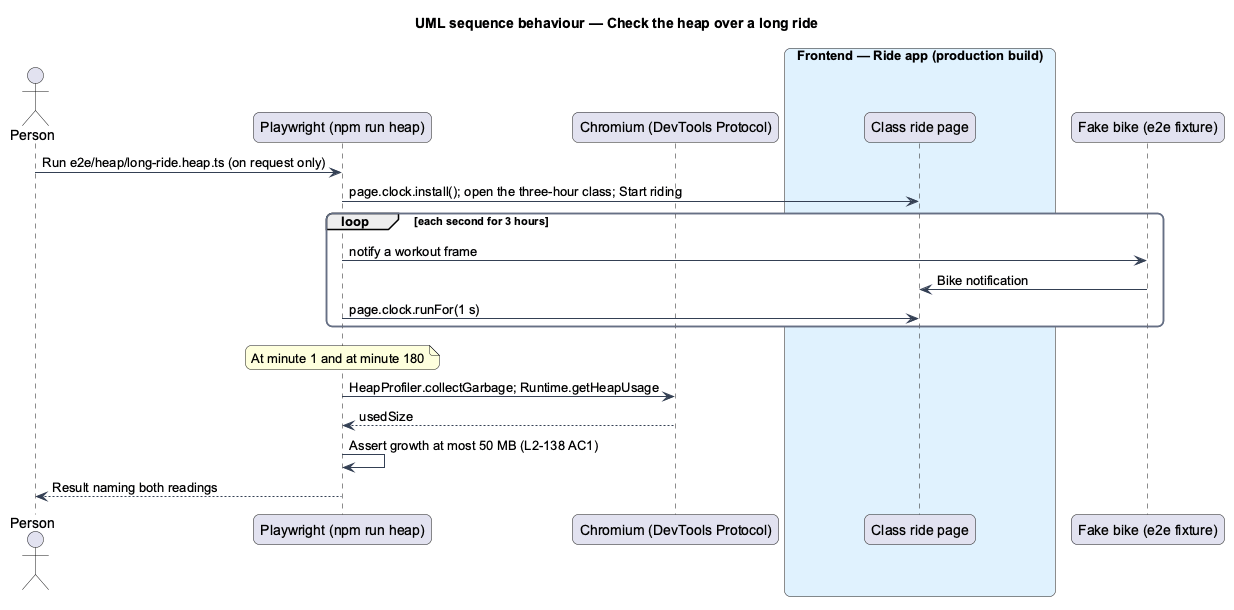 UML sequence behaviour — Check the heap over a long ride
Frontend — Ride app (production build)
Person
Playwright (npm run heap)
Chromium (DevTools Protocol)
Class ride page
Fake bike (e2e fixture)
Run e2e/heap/long-ride.heap.ts (on request only)
page.clock.install(); open the three-hour class; Start riding
loop
[each second for 3 hours]
notify a workout frame
Bike notification
page.clock.runFor(1 s)
At minute 1 and at minute 180
HeapProfiler.collectGarbage; Runtime.getHeapUsage
usedSize
Assert growth at most 50 MB (L2-138 AC1)
Result naming both readings
Person
Playwright (npm run heap)
Chromium (DevTools Protocol)
Class ride page
Fake bike (e2e fixture)